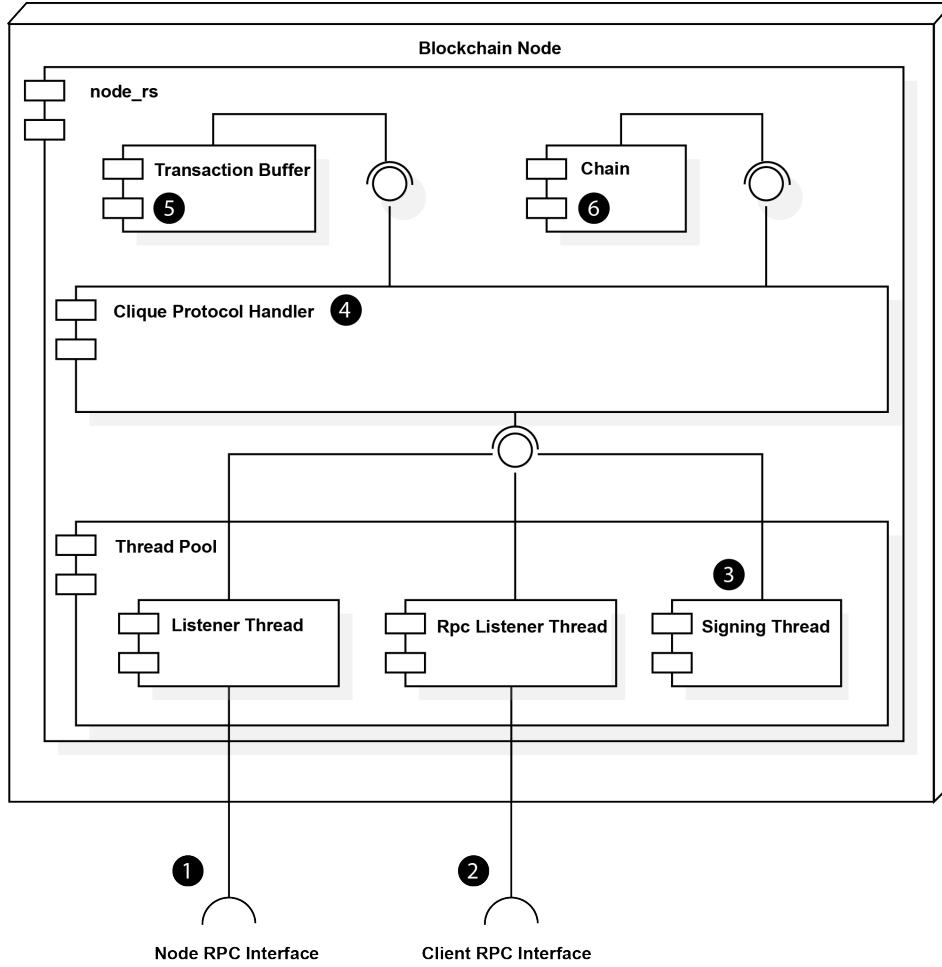 Blockchain Node
node_rs
Transaction Buffer
5
Chain
6
Clique Protocol Handler 4
Thread Pool
3
Listener Thread
Rpc Listener Thread
Signing Thread
1
2
Node RPC Interface
Client RPC Interface